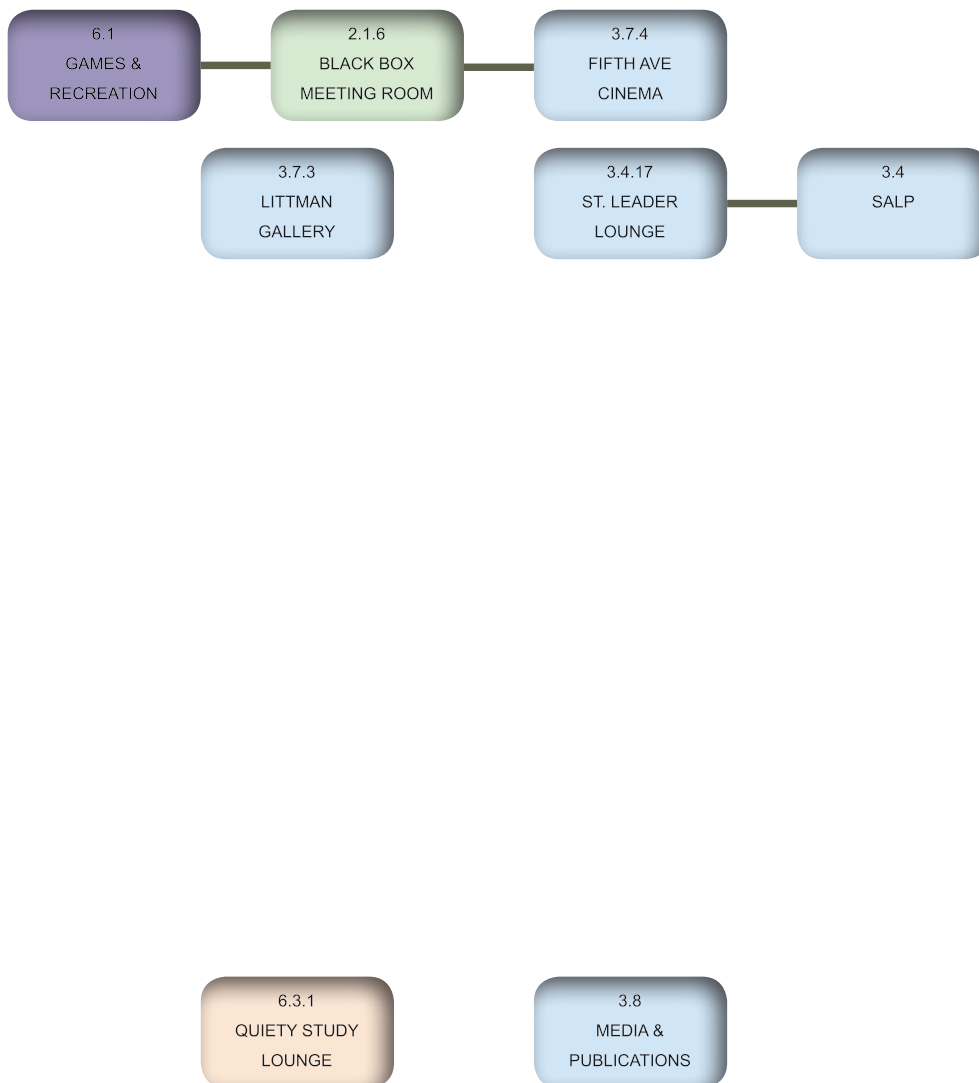 6.1
GAMES &
RECREATION
2.1.6
BLACK BOX
MEETING ROOM
3.7.4
FIFTH AVE
CINEMA
3.7.3
LITTMAN
GALLERY
3.4.17
ST. LEADER
LOUNGE
3.4
SALP
6.3.1
QUIETY STUDY
LOUNGE
3.8
MEDIA &
PUBLICATIONS